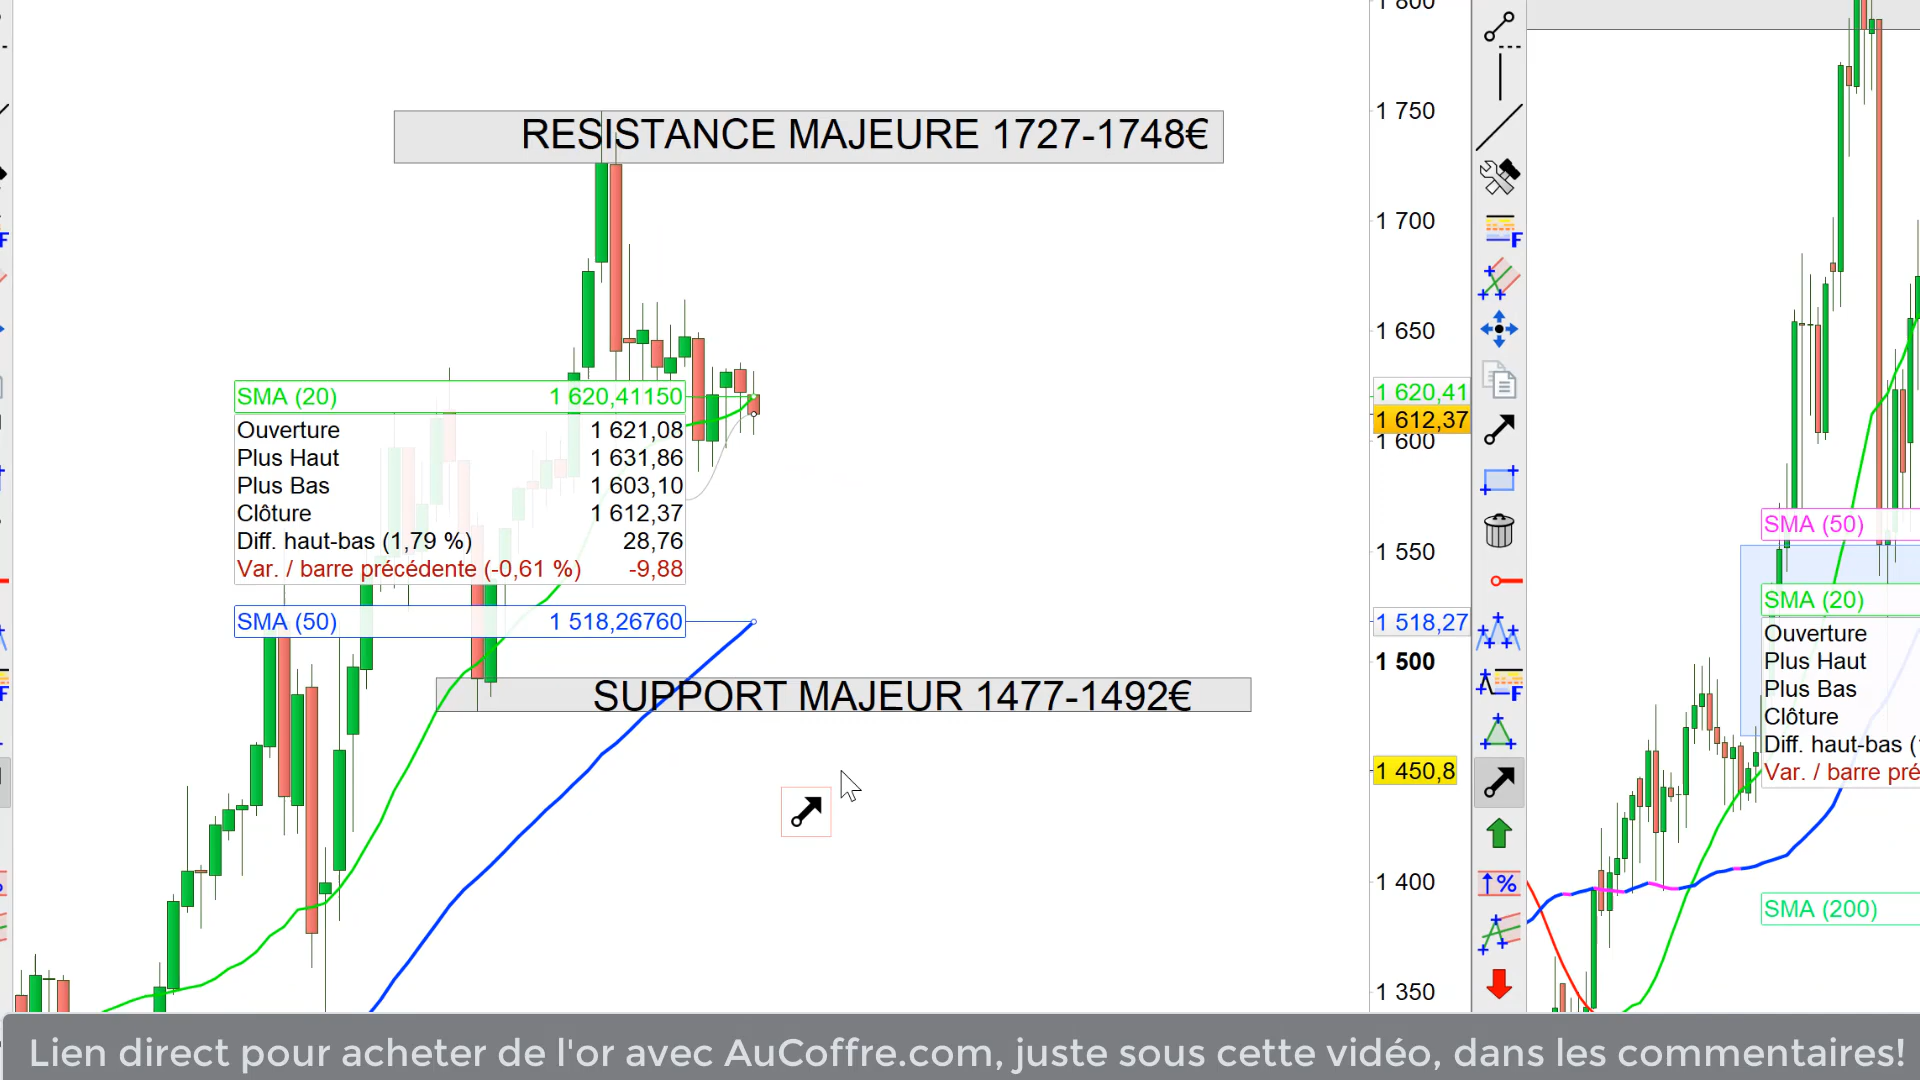 1 800
1 750
RESISTANCE MAJEURE 1727-1748€
1 700
1 650
SMA (20) 1 620,41150
1 620,41
1 612,37
1 600
Ouverture 1 621,08
Plus Haut 1 631,86
Plus Bas 1 603,10
Clôture 1 612,37
Diff. haut-bas (1,79 %) 28,76
Var. / barre précédente (-0,61 %) -9,88
1 550
SMA (50) 1 518,26760
1 518,27
1 500
SUPPORT MAJEUR 1477-1492€
1 450,8
1 400
1 350
F
F
%
SMA (50)
SMA (20)
Ouverture
Plus Haut
Plus Bas
Clôture
Diff. haut-bas (
Var. / barre pré
SMA (200)
Lien direct pour acheter de l'or avec AuCoffre.com, juste sous cette vidéo, dans les commentaires!